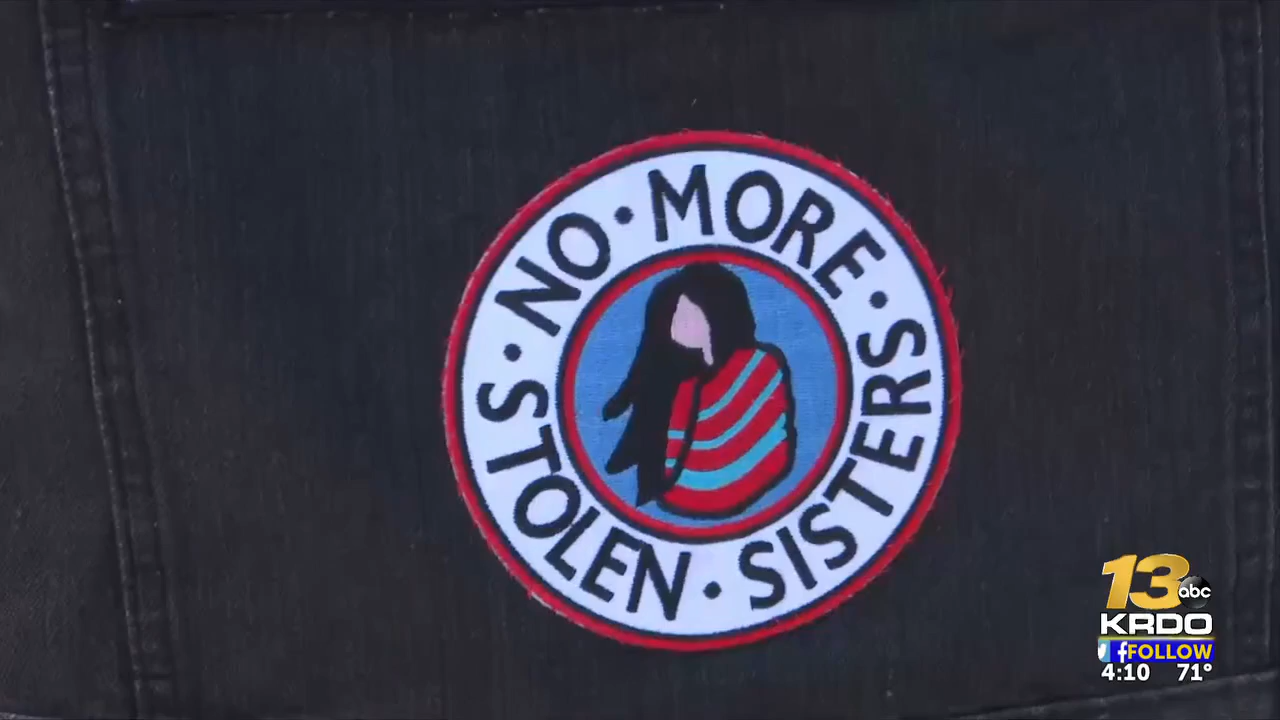 NO • MORE •
STOLEN • SISTERS •
13 abc
KRDO
f FOLLOW
4:10 71°